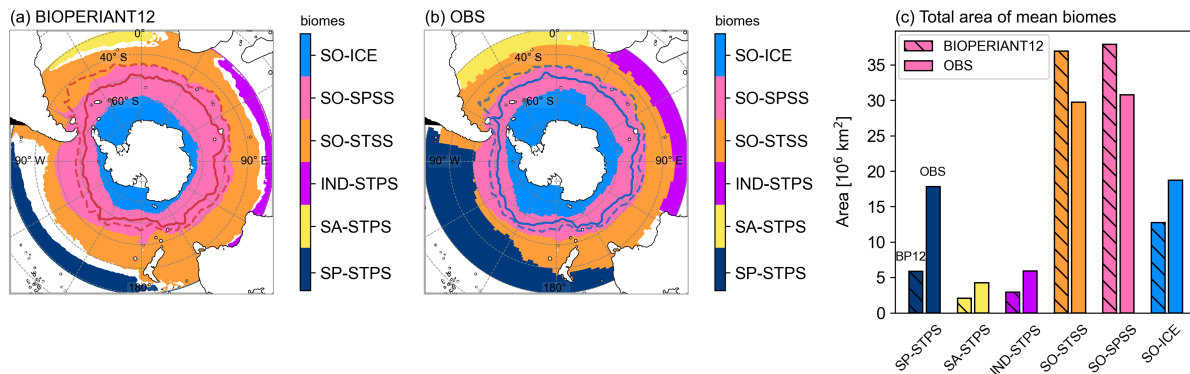 (a) BIOPERIANT12
biomes
0°
40° S
60° S
90° W
90° E
180°
SO-ICE
SO-SPSS
SO-STSS
IND-STPS
SA-STPS
SP-STPS
(b) OBS
biomes
0°
40° S
60° S
90° W
90° E
180°
SO-ICE
SO-SPSS
SO-STSS
IND-STPS
SA-STPS
SP-STPS
(c) Total area of mean biomes
BIOPERIANT12
OBS
Area [10⁶ km²]
35
30
25
20
15
10
5
0
OBS
BP12
SP-STPS
SA-STPS
IND-STPS
SO-STSS
SO-SPSS
SO-ICE